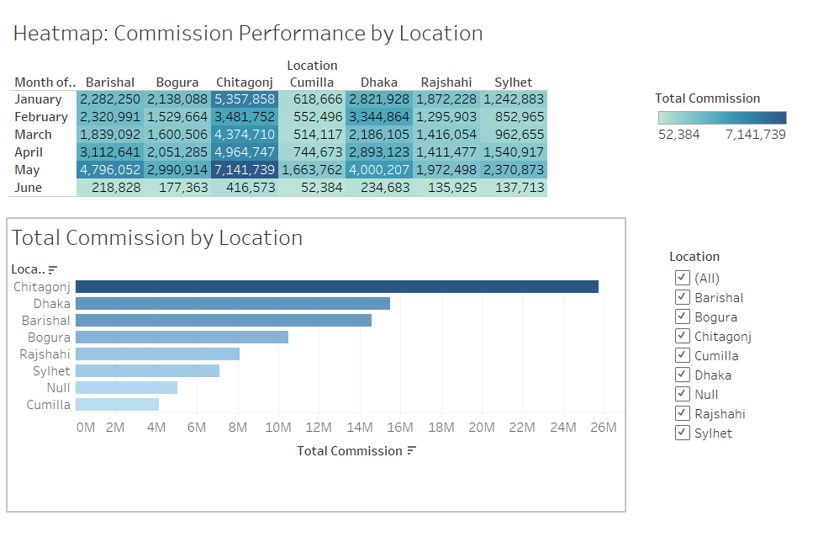 Heatmap: Commission Performance by Location
Location
Month of.. Barishal Bogura Chitagonj Cumilla Dhaka Rajshahi Sylhet
January 2,282,250 2,138,088 5,357,858 618,666 2,821,928 1,872,228 1,242,883
February 2,320,991 1,529,664 3,481,752 552,496 3,344,864 1,295,903 852,965
March 1,839,092 1,600,506 4,374,710 514,117 2,186,105 1,416,054 962,655
April 3,112,641 2,051,285 4,964,747 744,673 2,893,123 1,411,477 1,540,917
May 4,796,052 2,990,914 7,141,739 1,663,762 4,000,207 1,972,498 2,370,873
June 218,828 177,363 416,573 52,384 234,683 135,925 137,713
Total Commission
52,384 7,141,739
Total Commission by Location
Loca..
Chitagonj
Dhaka
Barishal
Bogura
Rajshahi
Sylhet
Null
Cumilla
0M 2M 4M 6M 8M 10M 12M 14M 16M 18M 20M 22M 24M 26M
Total Commission
Location
(All)
Barishal
Bogura
Chitagonj
Cumilla
Dhaka
Null
Rajshahi
Sylhet